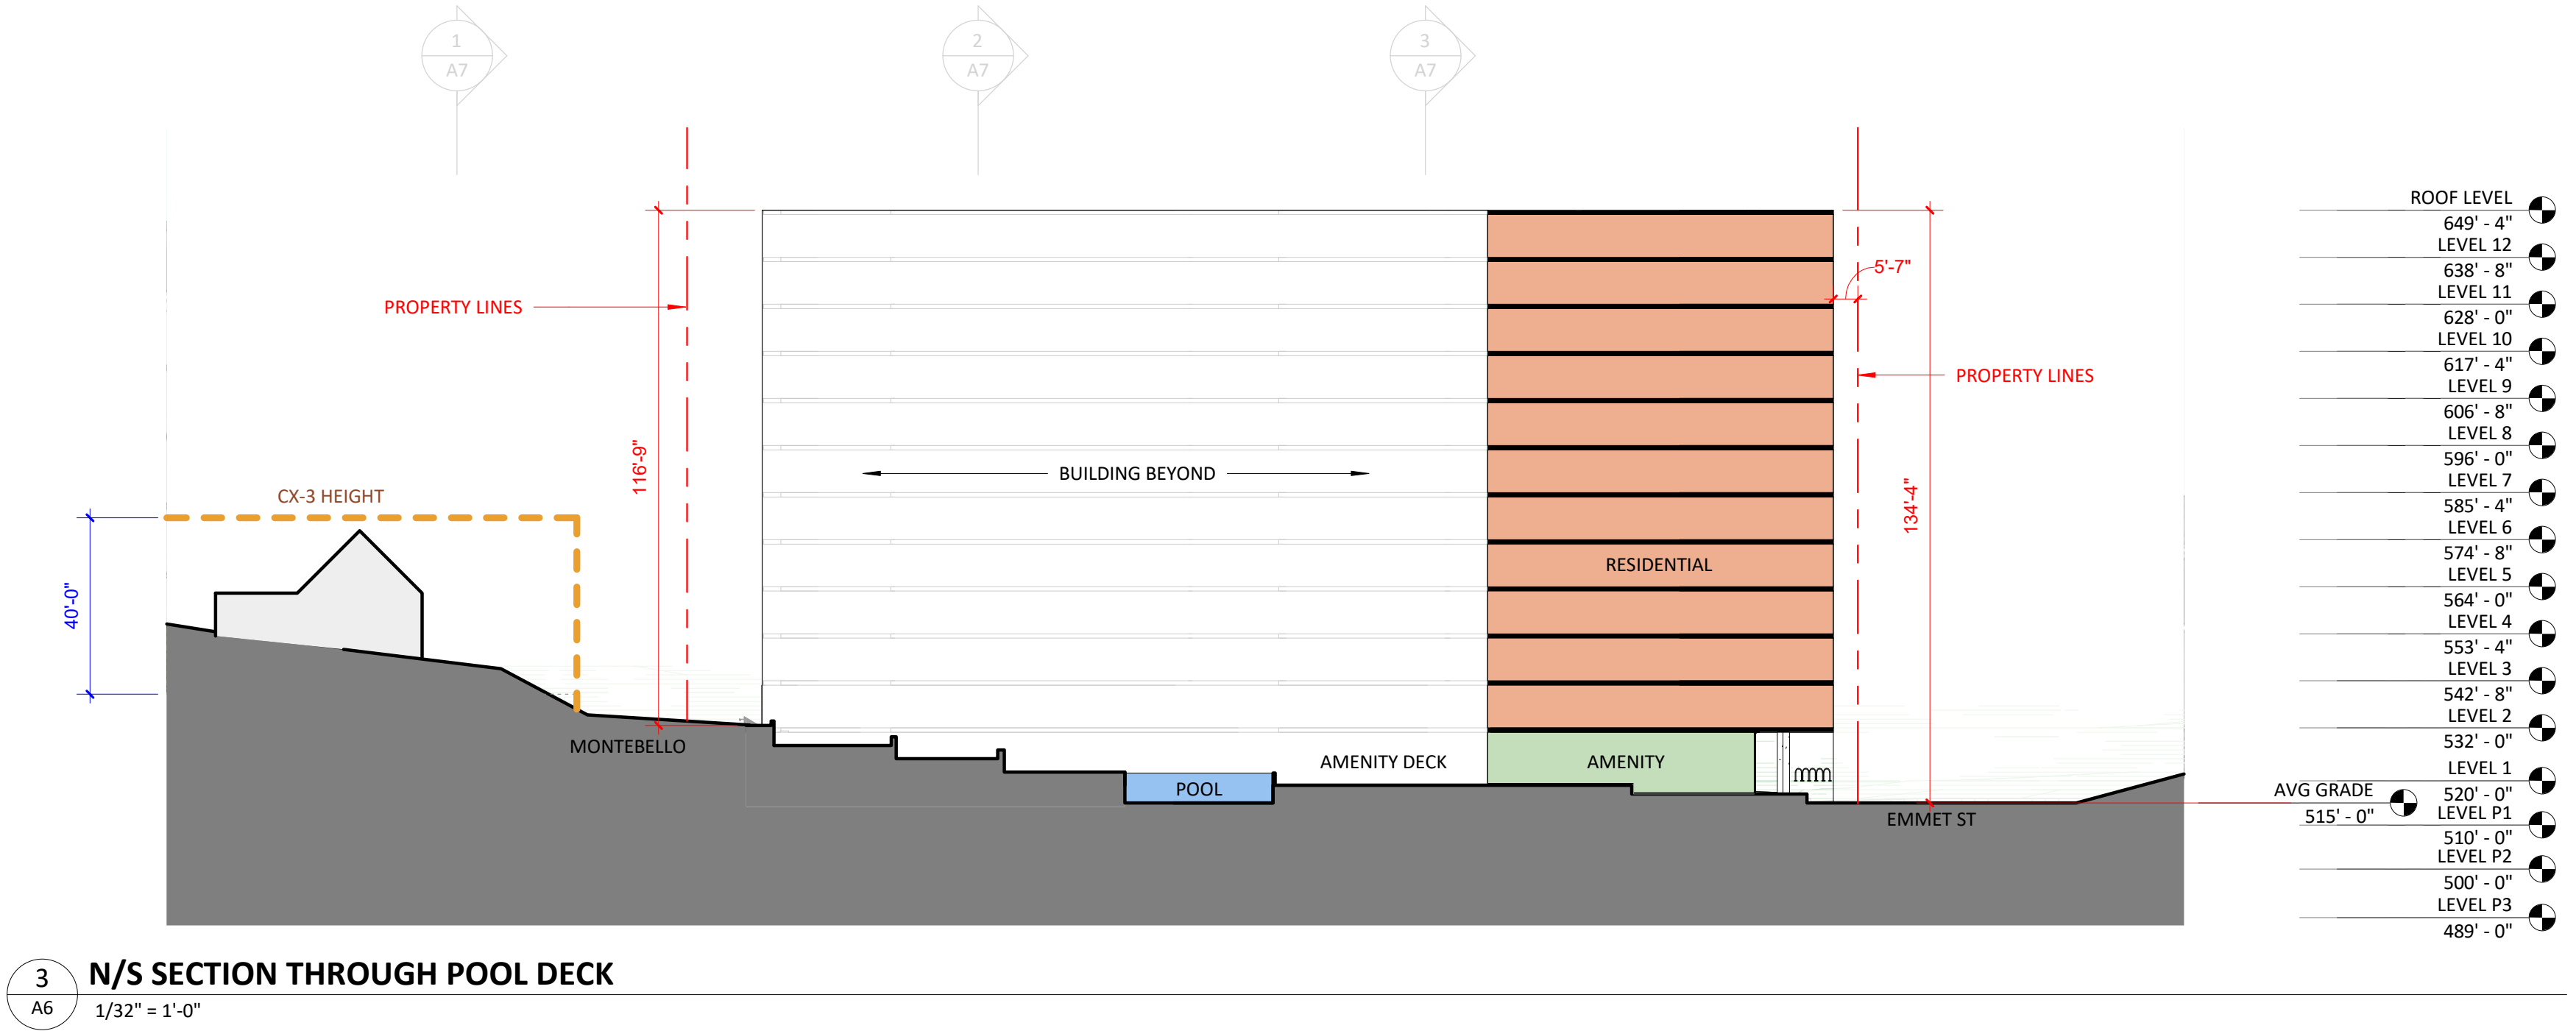 1
A7
2
A7
3
A7
ROOF LEVEL
649' - 4"
LEVEL 12
638' - 8"
LEVEL 11
628' - 0"
LEVEL 10
617' - 4"
LEVEL 9
606' - 8"
LEVEL 8
596' - 0"
LEVEL 7
585' - 4"
LEVEL 6
574' - 8"
LEVEL 5
564' - 0"
LEVEL 4
553' - 4"
LEVEL 3
542' - 8"
LEVEL 2
532' - 0"
LEVEL 1
520' - 0"
AVG GRADE
515' - 0"
LEVEL P1
510' - 0"
LEVEL P2
500' - 0"
LEVEL P3
489' - 0"
5'-7"
PROPERTY LINES
PROPERTY LINES
116'-9"
134'-4"
BUILDING BEYOND
CX-3 HEIGHT
40'-0"
RESIDENTIAL
MONTEBELLO
AMENITY DECK
AMENITY
POOL
EMMET ST
3
A6
N/S SECTION THROUGH POOL DECK
1/32" = 1'-0"